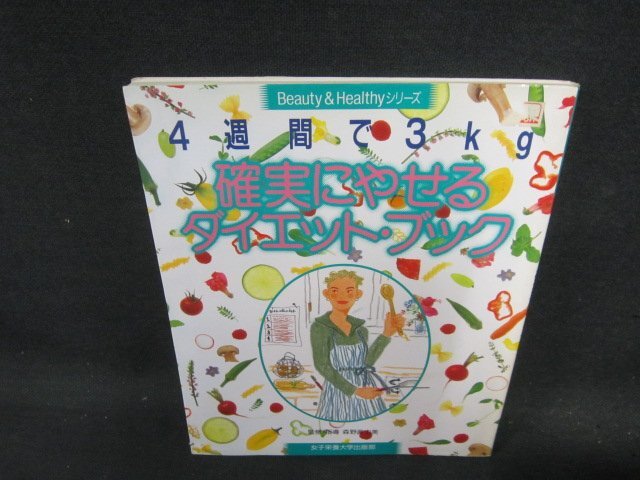 Beauty & Healthyシリーズ
4週間で3kg
確実にやせる
ダイエット・ブック
女子栄養大学出版部